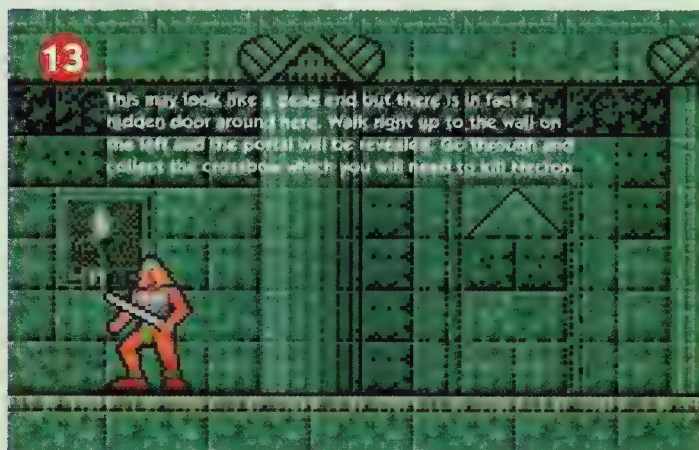 13
This may look like a dead end but there is in fact a
hidden door around here. Walk right up to the wall on
the left and the portal will be revealed. Go through and
collect the crossbow which you will need to kill Necron